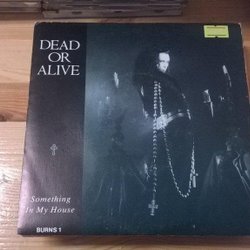 DEAD
OR
ALIVE
Something
In My House
BURNS 1